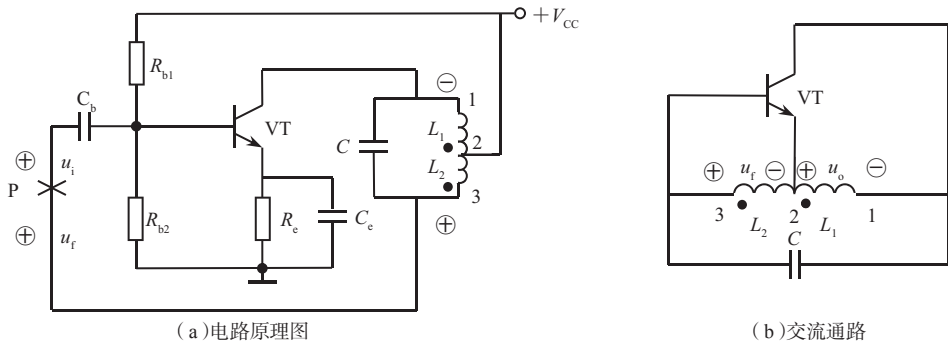 +V_CC
R_b1
C_b
VT
1
C
L_1
2
L_2
3
u_i
P
u_f
R_b2
R_e
C_e
(a)电路原理图
VT
u_f
u_o
3
L_2
2
L_1
1
C
(b)交流通路